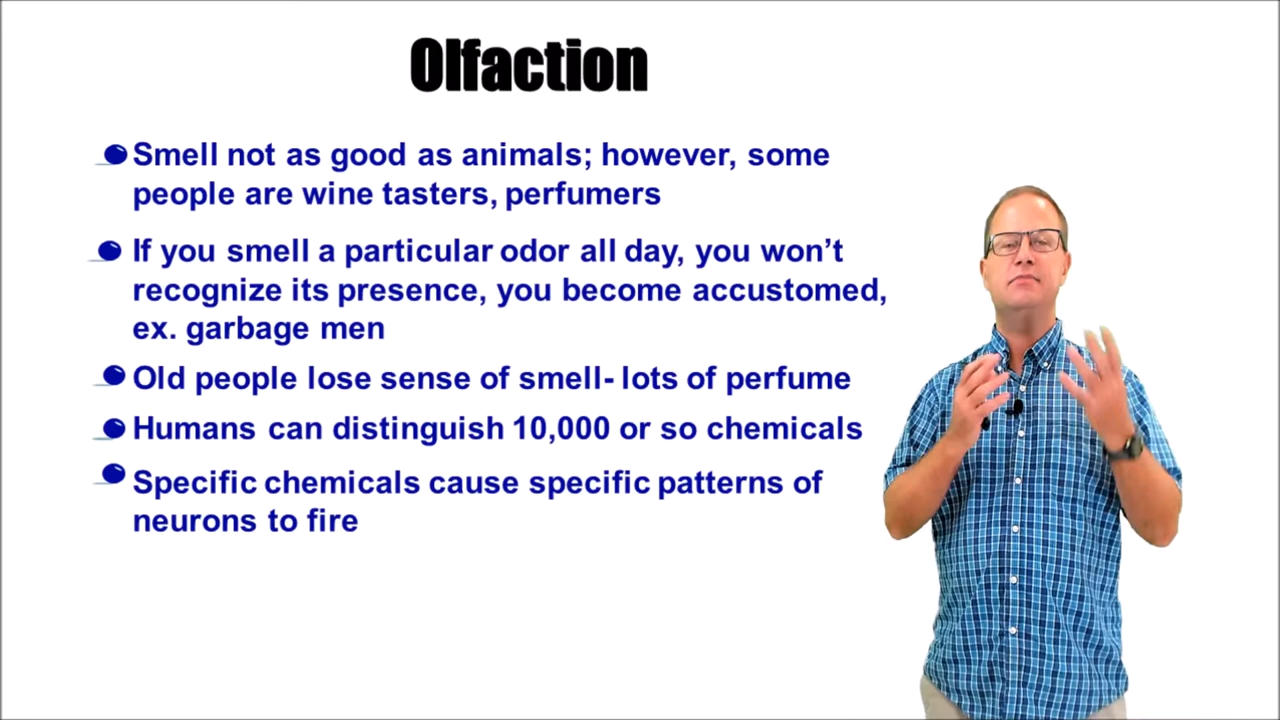 Olfaction
Smell not as good as animals; however, some
people are wine tasters, perfumers
If you smell a particular odor all day, you won’t
recognize its presence, you become accustomed,
ex. garbage men
Old people lose sense of smell- lots of perfume
Humans can distinguish 10,000 or so chemicals
Specific chemicals cause specific patterns of
neurons to fire